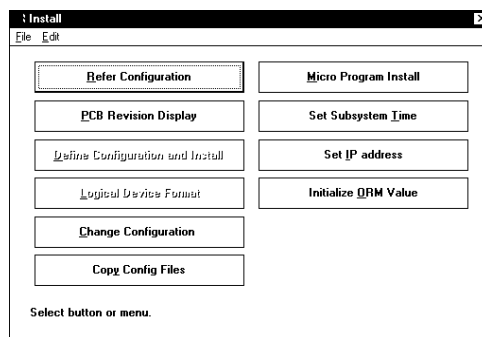 Install
File Edit
Refer Configuration
PCB Revision Display
Define Configuration and Install
Logical Device Format
Change Configuration
Copy Config Files
Micro Program Install
Set Subsystem Time
Set IP address
Initialize ORM Value
Select button or menu.